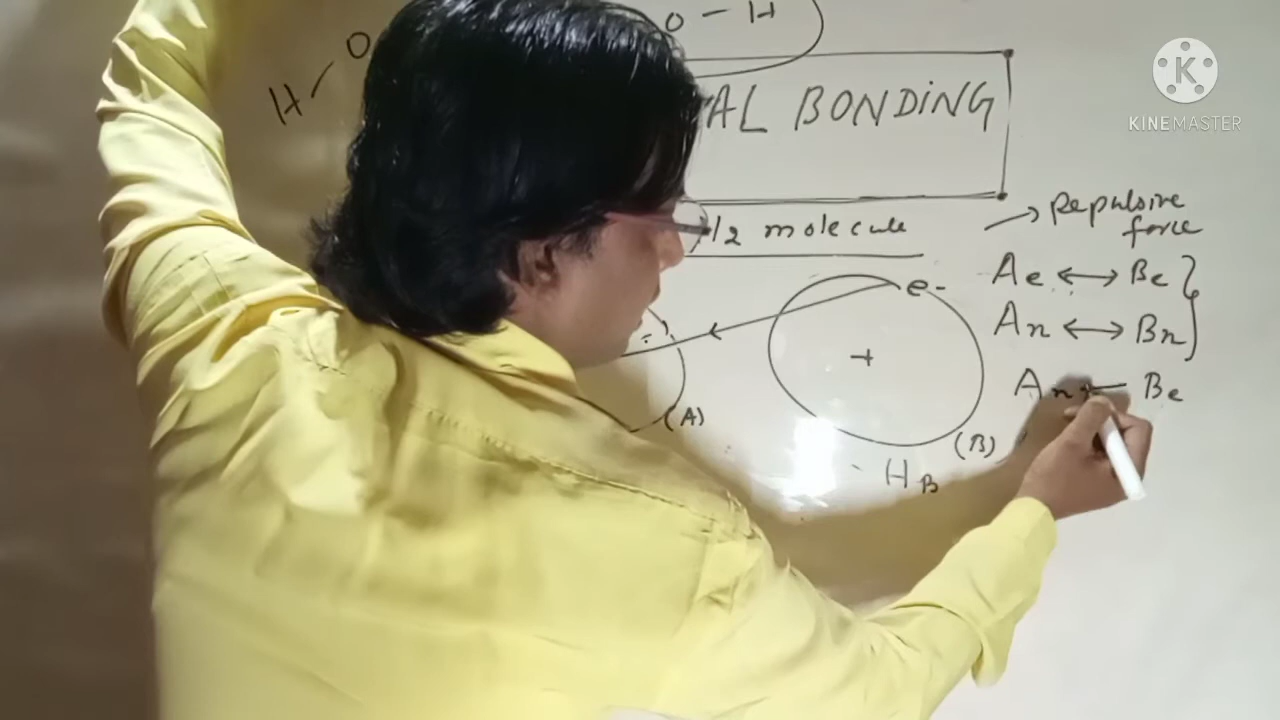 H - O
O - H
AL BONDING
/2 molecule
→ Repulsive
force
Ae ↔ Be
An ↔ Bn
An ← Be
e-
+
(A)
(B)
HB
K
KINEMASTER